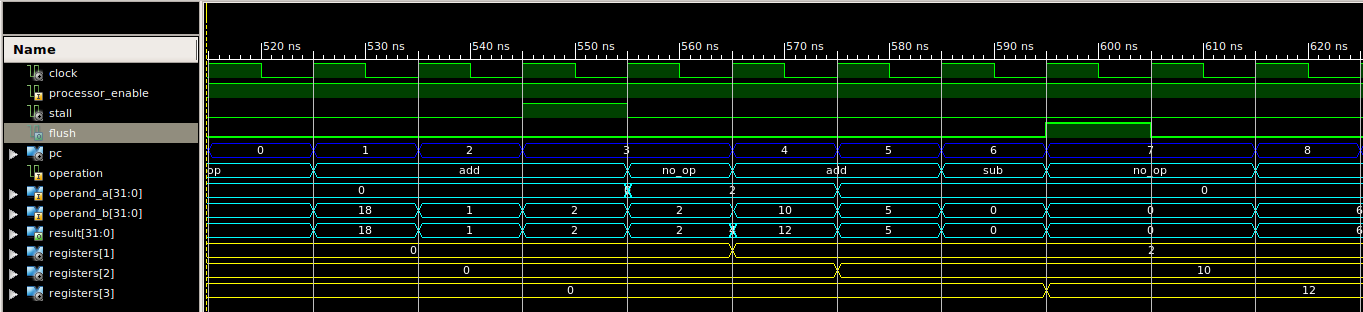 520 ns 530 ns 540 ns 550 ns 560 ns 570 ns 580 ns 590 ns 600 ns 610 ns 620 ns
Name
clock
processor_enable
stall
flush
pc 0 1 2 3 4 5 6 7 8
operation op add no_op add sub no_op
operand_a[31:0] 0 2 0
operand_b[31:0] 18 1 2 2 10 5 0 0 6
result[31:0] 18 1 2 2 12 5 0 0 6
registers[1] 0 2
registers[2] 0 10
registers[3] 0 12